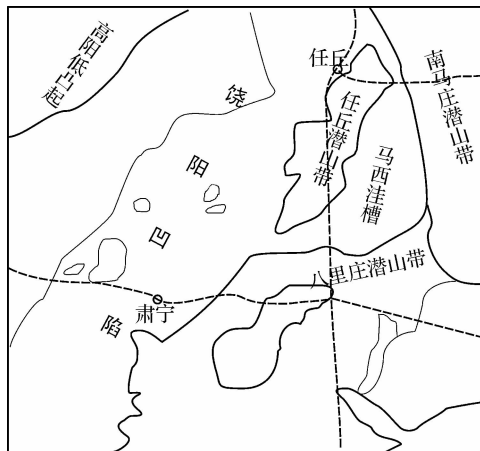 高阳低凸起
任丘
饶阳凹陷
任丘潜山带
马西洼槽
南马庄潜山带
八里庄潜山带
肃宁